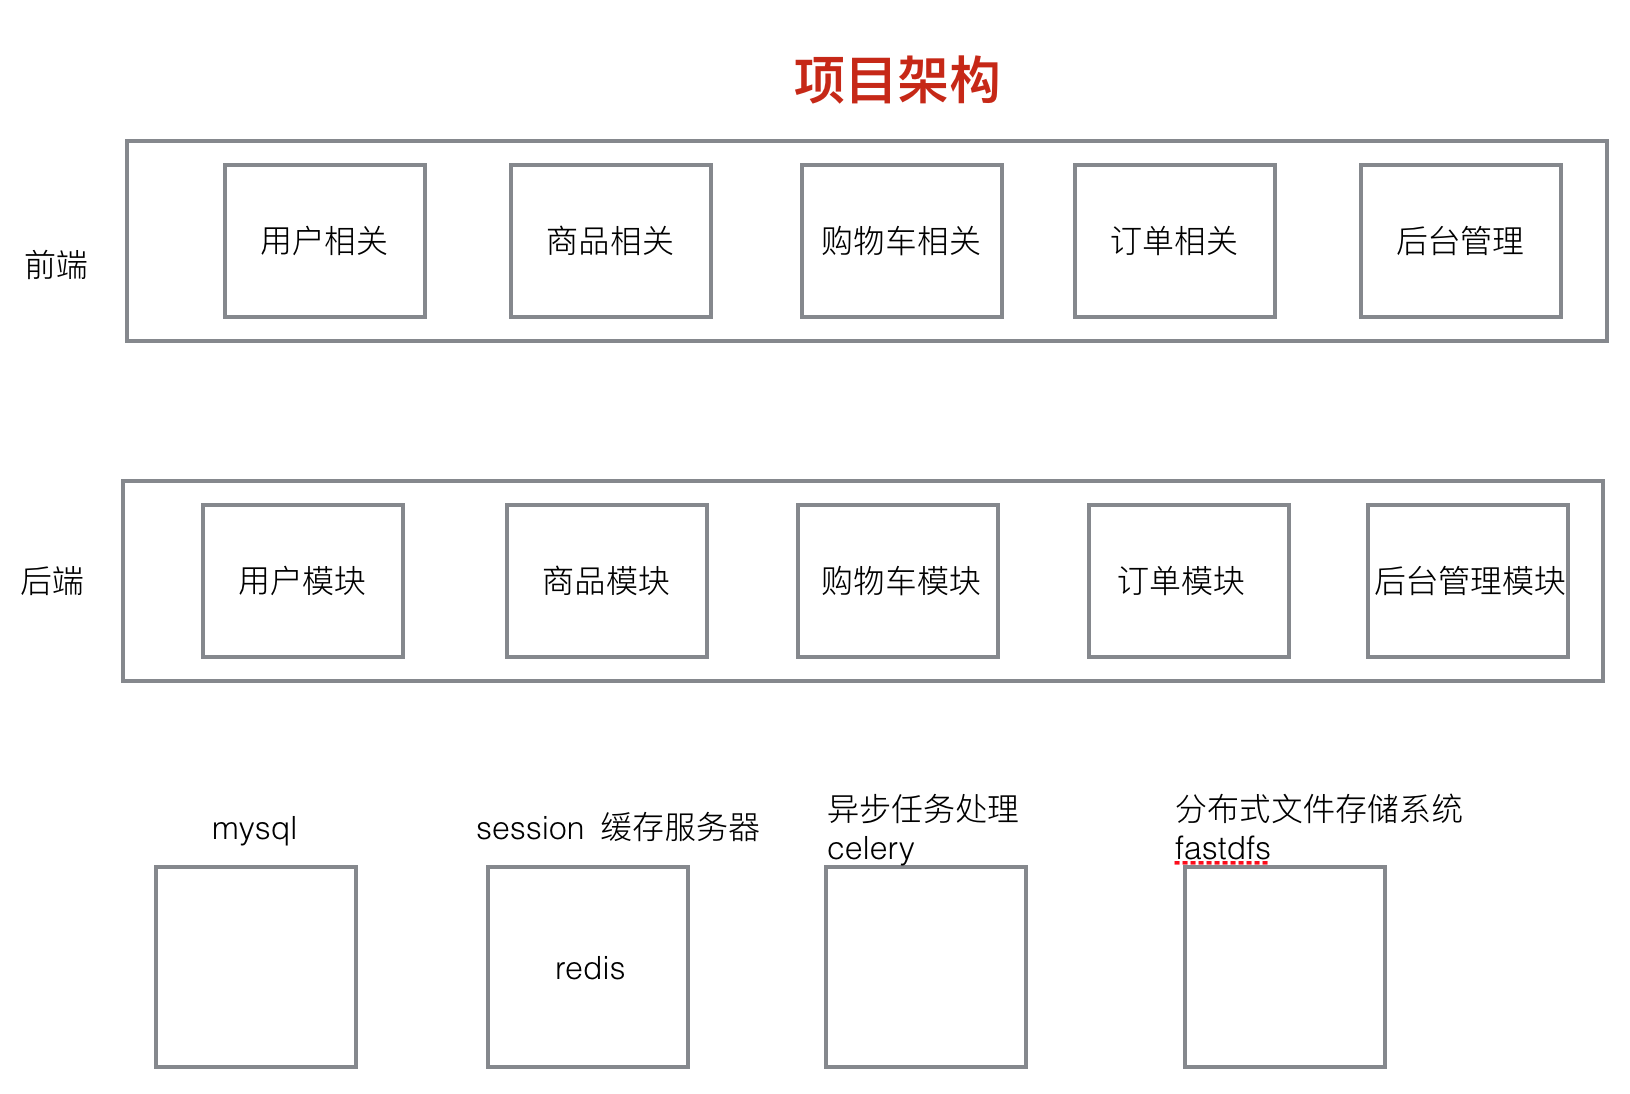 项目架构
前端
用户相关
商品相关
购物车相关
订单相关
后台管理
后端
用户模块
商品模块
购物车模块
订单模块
后台管理模块
mysql
session 缓存服务器
异步任务处理
celery
分布式文件存储系统
fastdfs
redis